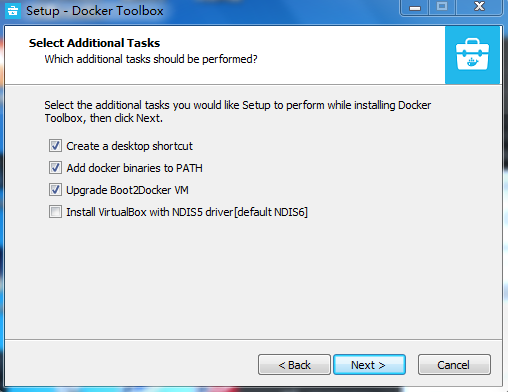 Setup - Docker Toolbox
Select Additional Tasks
Which additional tasks should be performed?
Select the additional tasks you would like Setup to perform while installing Docker
Toolbox, then click Next.
Create a desktop shortcut
Add docker binaries to PATH
Upgrade Boot2Docker VM
Install VirtualBox with NDIS5 driver[default NDIS6]
< Back
Next >
Cancel